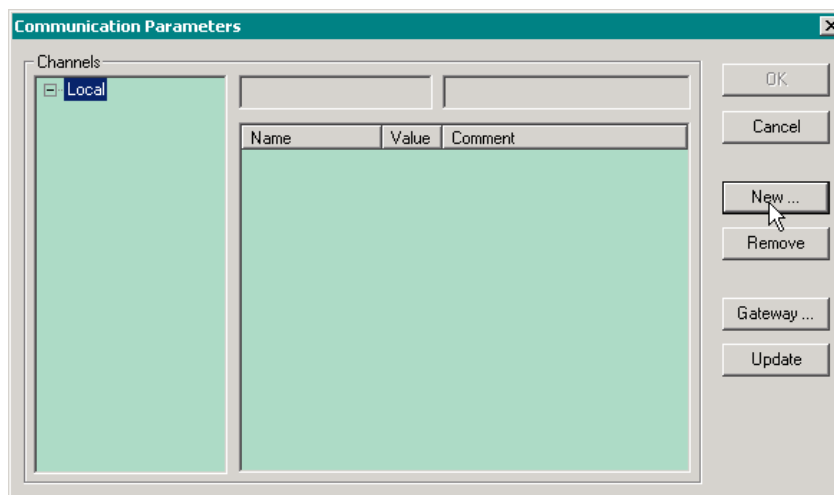 Communication Parameters
Channels
Local
Name Value Comment
OK
Cancel
New ...
Remove
Gateway ...
Update